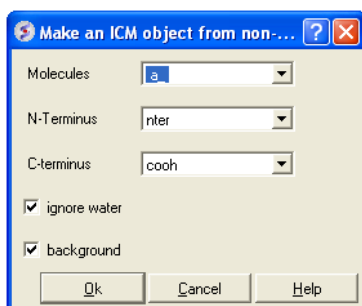 Make an ICM object from non-...
Molecules a_
N-Terminus nter
C-terminus cooh
ignore water
background
Ok Cancel Help